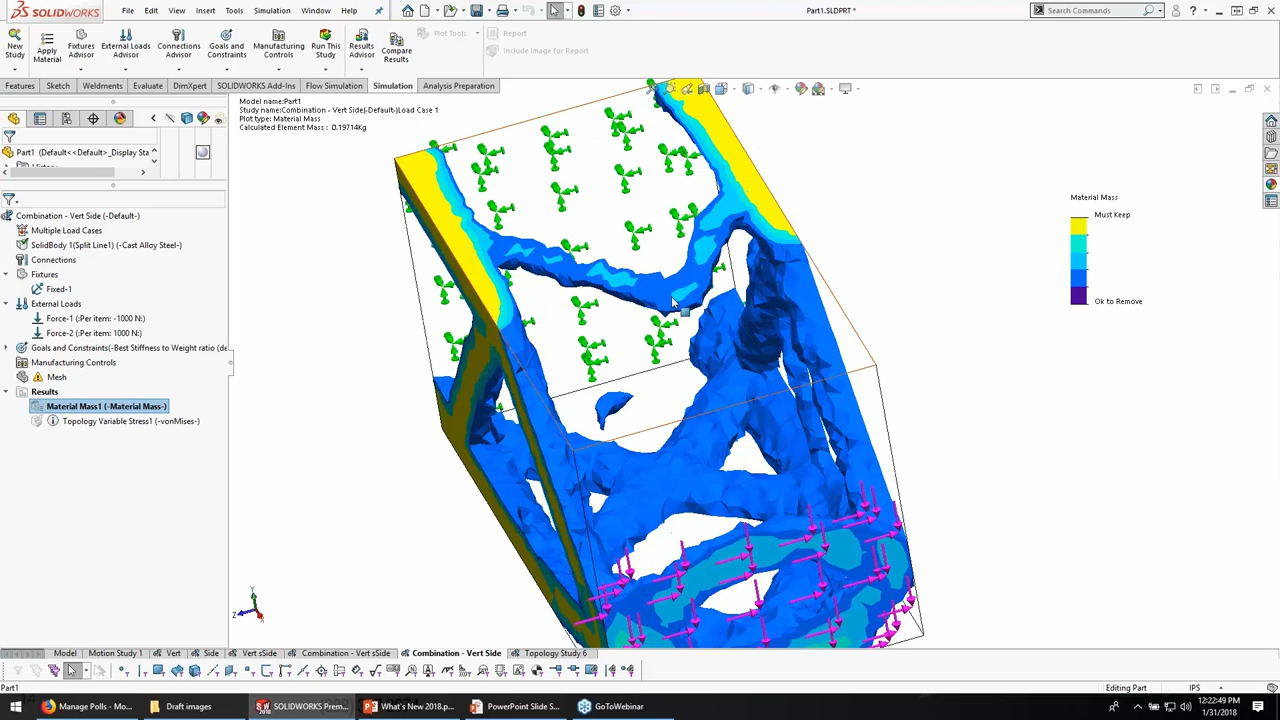 SOLIDWORKS
File Edit View Insert Tools Simulation Window Help
Part1.SLDPRT *
Search Commands
New Study
Apply Material
Fixtures Advisor
External Loads Advisor
Connections Advisor
Goals and Constraints
Manufacturing Controls
Run This Study
Results Advisor
Compare Results
Plot Tools
Report
Include Image for Report
Features Sketch Weldments Evaluate DimXpert SOLIDWORKS Add-Ins Flow Simulation Simulation Analysis Preparation
Model name:Part1
Study name:Combination - Vert Side(-Default-)Load Case 1
Plot type: Material Mass
Calculated Element Mass : 0.19714Kg
Part1 (Default<<Default>_Display Sta
Combination - Vert Side (-Default-)
Multiple Load Cases
SolidBody 1(Split Line1) (-Cast Alloy Steel-)
Connections
Fixtures
Fixed-1
External Loads
Force-1 (:Per item: -1000 N:)
Force-2 (:Per item: 1000 N:)
Goals and Constraints(-Best Stiffness to Weight ratio (de
Manufacturing Controls
Mesh
Results
Material Mass1 (-Material Mass-)
Topology Variable Stress1 (-vonMises-)
Material Mass
Must Keep
Ok to Remove
Y
Z
X
Model Motion Study 1 Vert Side Vert sSide Combination - Vert sSide Combination - Vert Side Topology Study 6
Part1
Editing Part
IPS
Manage Polls - Mo...
Draft images
SOLIDWORKS Prem...
What's New 2018.p...
PowerPoint Slide S...
GoToWebinar
12:22:49 PM
1/31/2018